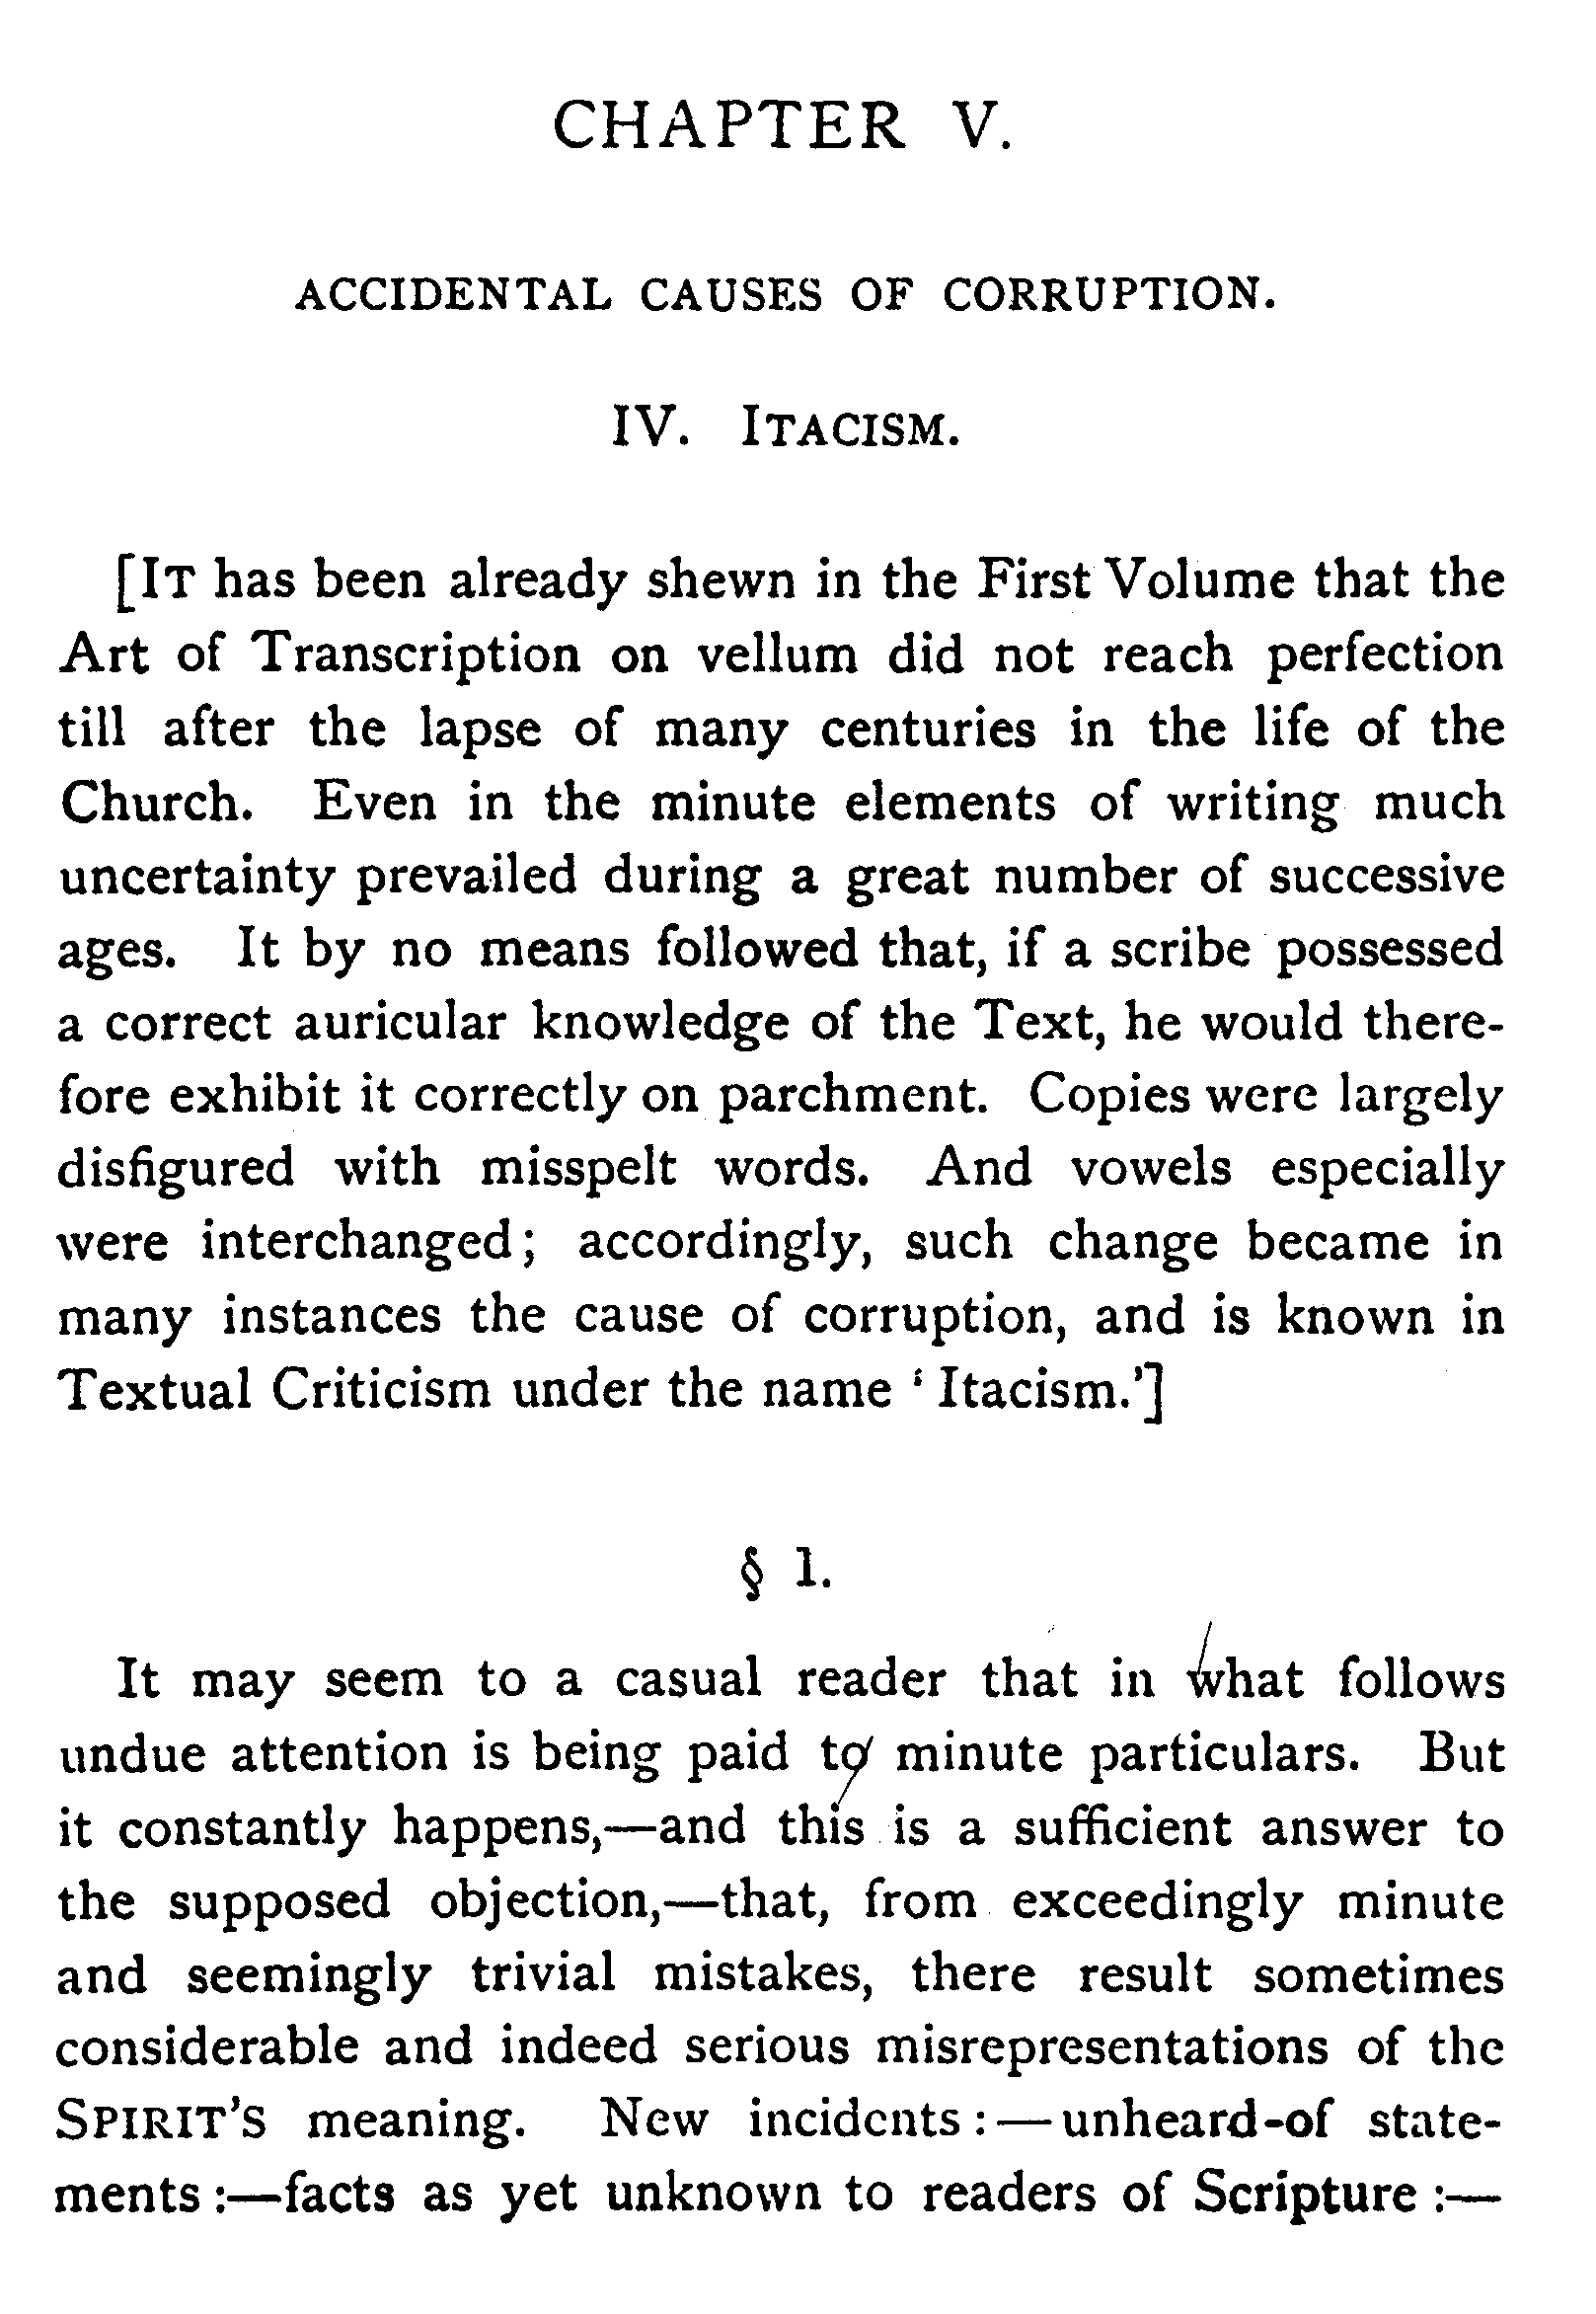 CHAPTER V.
ACCIDENTAL CAUSES OF CORRUPTION.
IV. ITACISM.
[IT has been already shewn in the First Volume that the
Art of Transcription on vellum did not reach perfection
till after the lapse of many centuries in the life of the
Church. Even in the minute elements of writing much
uncertainty prevailed during a great number of successive
ages. It by no means followed that, if a scribe possessed
a correct auricular knowledge of the Text, he would there-
fore exhibit it correctly on parchment. Copies were largely
disfigured with misspelt words. And vowels especially
were interchanged; accordingly, such change became in
many instances the cause of corruption, and is known in
Textual Criticism under the name ‘Itacism.’]
§ 1.
It may seem to a casual reader that in what follows
undue attention is being paid to minute particulars. But
it constantly happens,—and this is a sufficient answer to
the supposed objection,—that, from exceedingly minute
and seemingly trivial mistakes, there result sometimes
considerable and indeed serious misrepresentations of the
SPIRIT'S meaning. New incidents:—unheard-of state-
ments:—facts as yet unknown to readers of Scripture:—